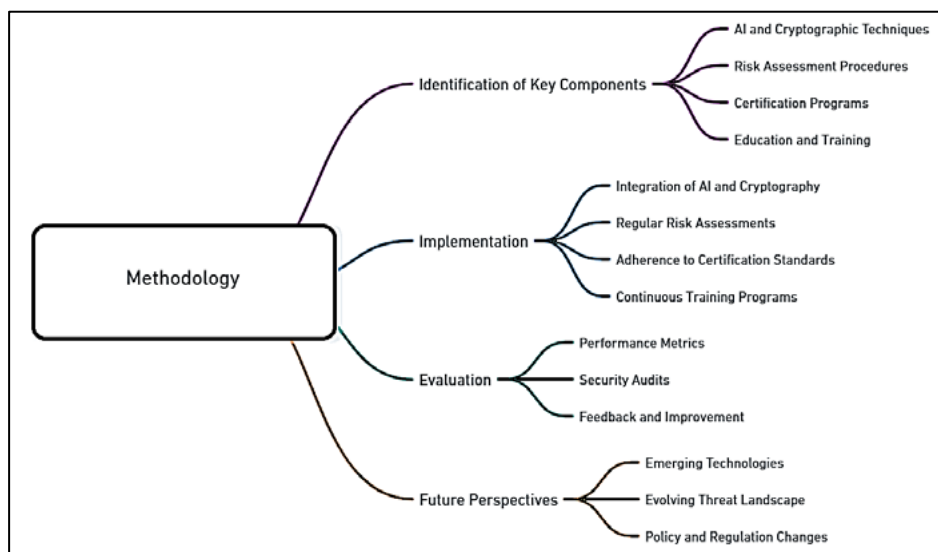 Methodology
Identification of Key Components
AI and Cryptographic Techniques
Risk Assessment Procedures
Certification Programs
Education and Training
Implementation
Integration of AI and Cryptography
Regular Risk Assessments
Adherence to Certification Standards
Continuous Training Programs
Evaluation
Performance Metrics
Security Audits
Feedback and Improvement
Future Perspectives
Emerging Technologies
Evolving Threat Landscape
Policy and Regulation Changes